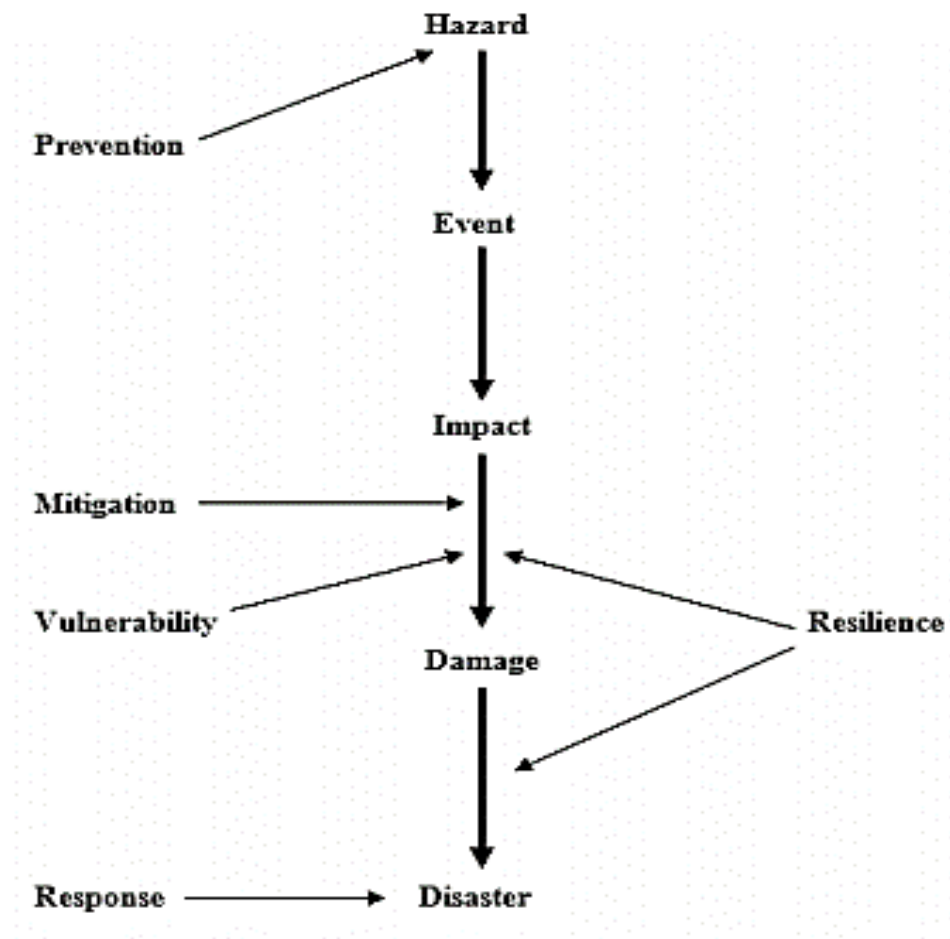 Hazard
Prevention
Event
Impact
Mitigation
Vulnerability
Resilience
Damage
Response
Disaster